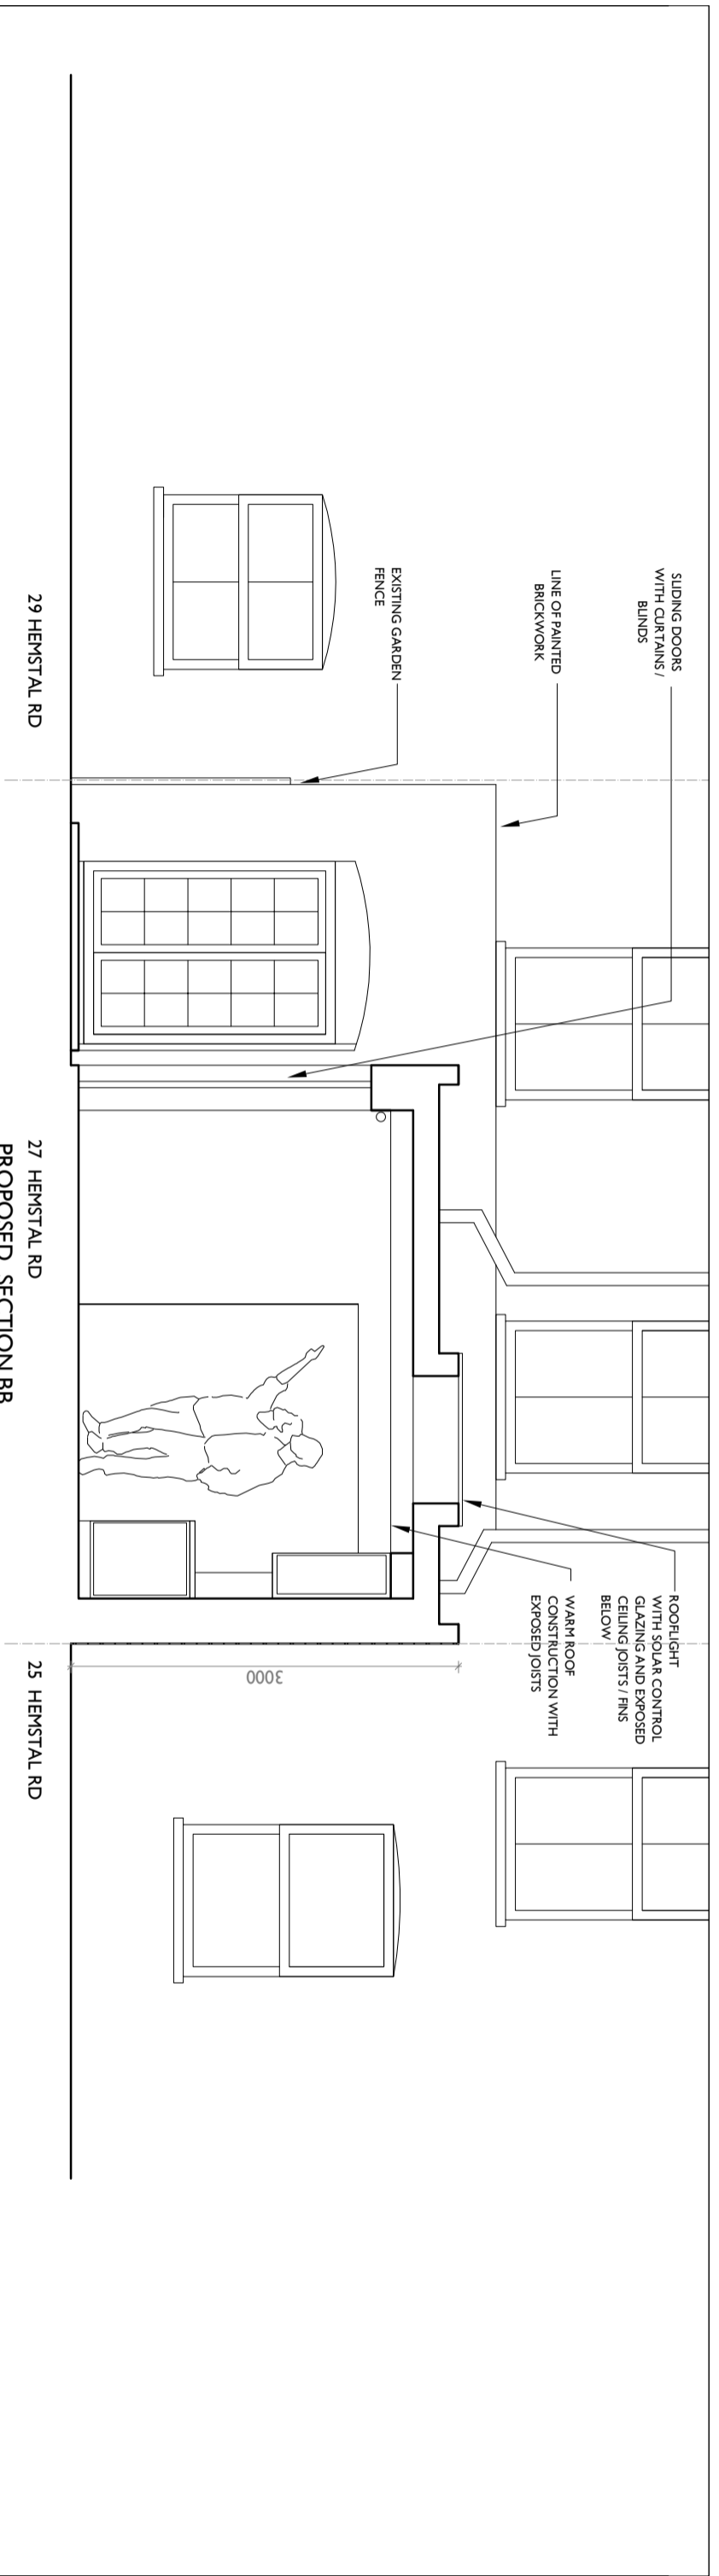 SLIDING DOORS
WITH CURTAINS /
BLINDS
LINE OF PAINTED
BRICKWORK
EXISTING GARDEN
FENCE
ROOFLIGHT
WITH SOLAR CONTROL
GLAZING AND EXPOSED
CEILING JOISTS / FINS
BELOW
WARM ROOF
CONSTRUCTION WITH
EXPOSED JOISTS
3000
29 HEMSTAL RD
27 HEMSTAL RD
25 HEMSTAL RD
PROPOSED SECTION BB